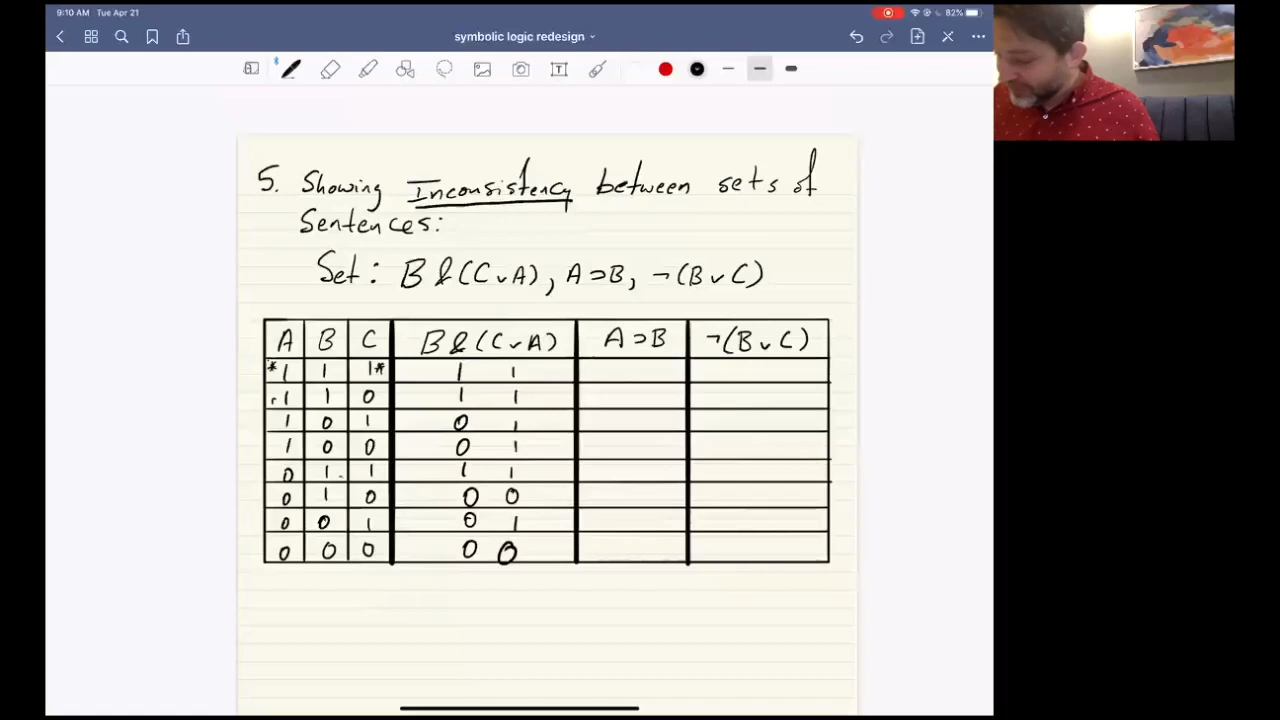 9:10 AM Tue Apr 21
82%
symbolic logic redesign
5. Showing Inconsistency between sets of
Sentences:
Set: B & (C ∨ A), A ⊃ B, ¬(B ∨ C)
A B C B & (C ∨ A) A ⊃ B ¬(B ∨ C)
*1 1 1* 1 1
1 1 0 1 1
1 0 1 0 1
1 0 0 0 1
0 1 1 1 1
0 1 0 0 0
0 0 1 0 1
0 0 0 0 0